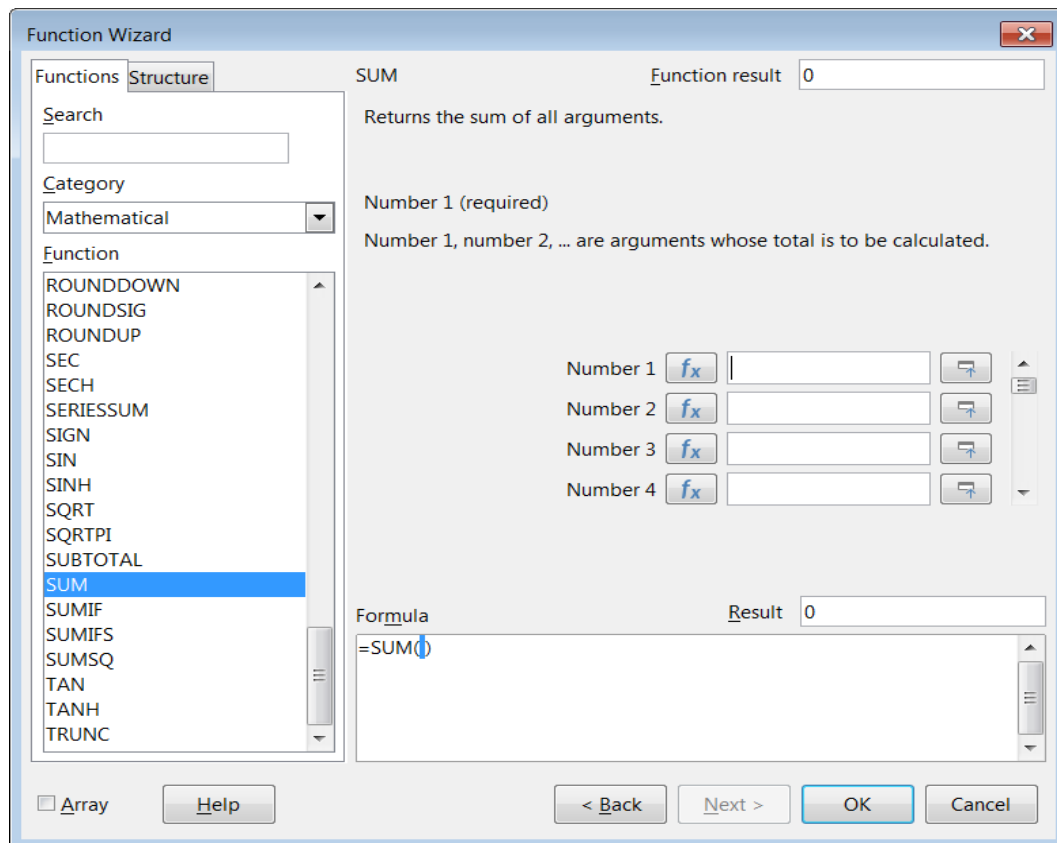 Function Wizard
Functions Structure
SUM
Function result 0
Search
Returns the sum of all arguments.
Category
Mathematical
Number 1 (required)
Number 1, number 2, ... are arguments whose total is to be calculated.
Function
ROUNDDOWN
ROUNDSIG
ROUNDUP
SEC
SECH
SERIESSUM
SIGN
SIN
SINH
SQRT
SQRTPI
SUBTOTAL
SUM
SUMIF
SUMIFS
SUMSQ
TAN
TANH
TRUNC
Number 1 fx
Number 2 fx
Number 3 fx
Number 4 fx
Formula
Result 0
=SUM()
Array
Help
< Back
Next >
OK
Cancel